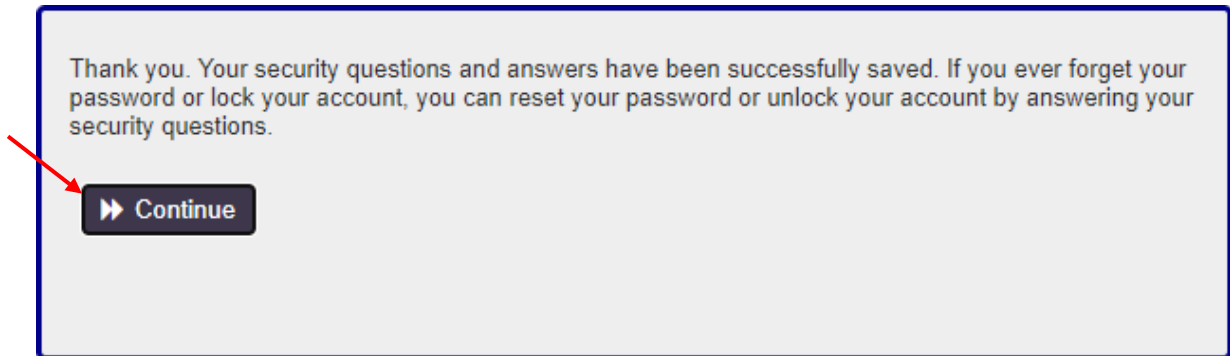 Thank you. Your security questions and answers have been successfully saved. If you ever forget your
password or lock your account, you can reset your password or unlock your account by answering your
security questions.
Continue